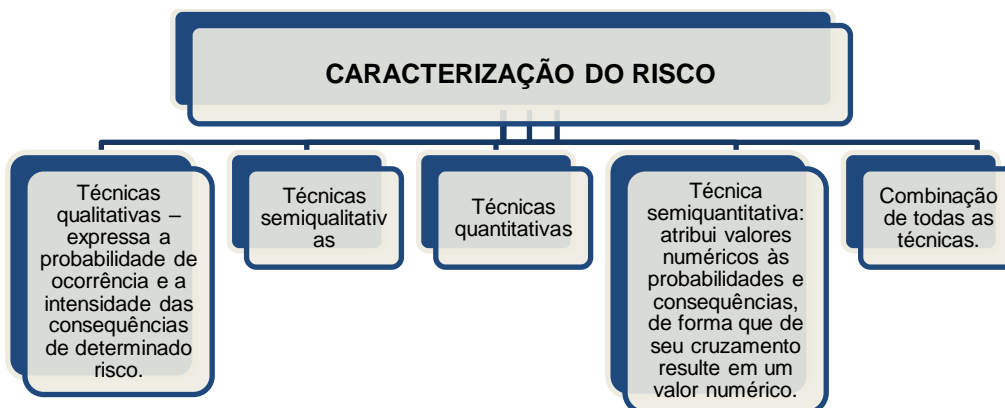 CARACTERIZAÇÃO DO RISCO
Técnicas
qualitativas –
expressa a
probabilidade de
ocorrência e a
intensidade das
consequências
de determinado
risco.
Técnicas
semiqualitativ
as
Técnicas
quantitativas
Técnica
semiquantitativa:
atribui valores
numéricos às
probabilidades e
consequências,
de forma que de
seu cruzamento
resulte em um
valor numérico.
Combinação
de todas as
técnicas.